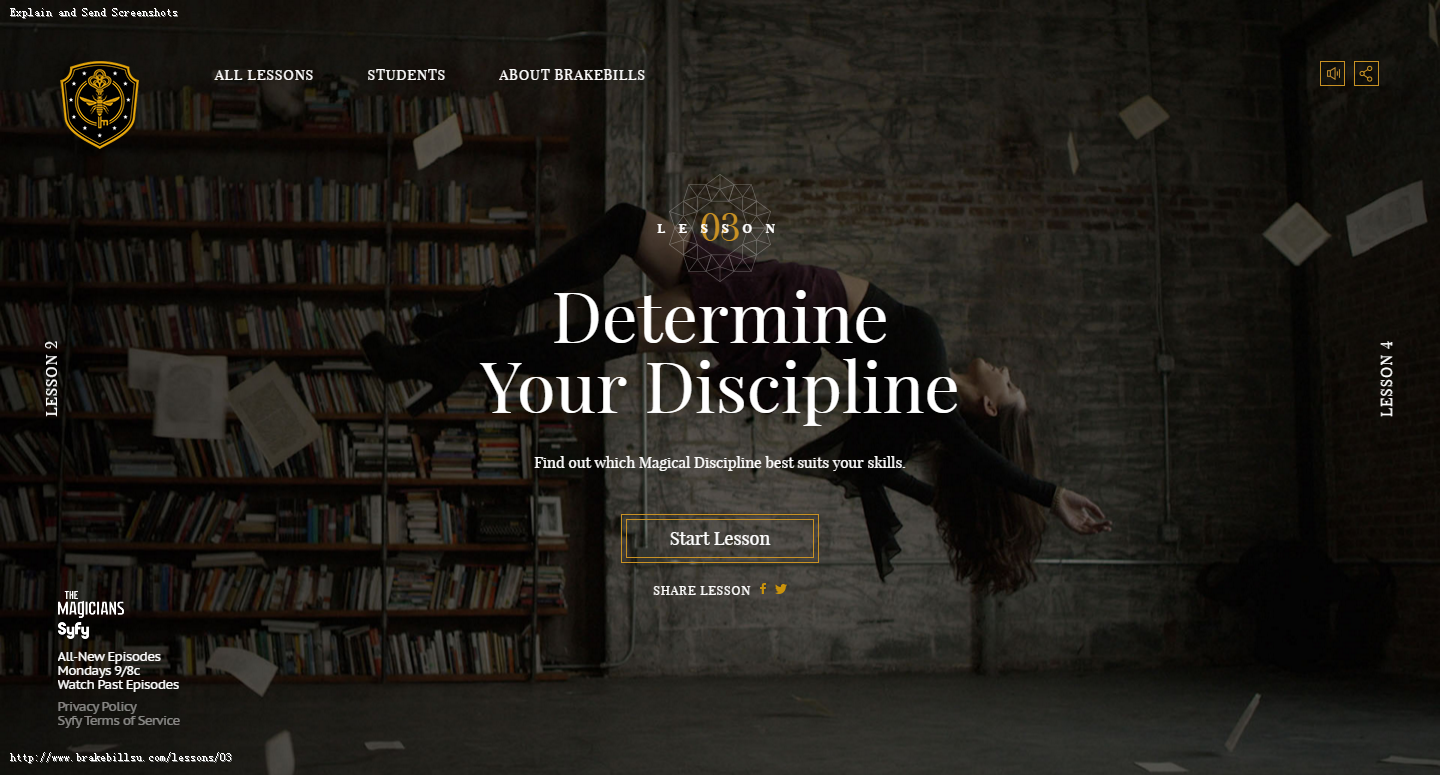 Explain and Send Screenshots
ALL LESSONS
STUDENTS
ABOUT BRAKEBILLS
03
LESSON
Determine
Your Discipline
LESSON 2
LESSON 4
Find out which Magical Discipline best suits your skills.
Start Lesson
SHARE LESSON
THE
MAGICIANS
Syfy
All-New Episodes
Mondays 9/8c
Watch Past Episodes
Privacy Policy
Syfy Terms of Service
http://www.brakebillsu.com/lessons/03